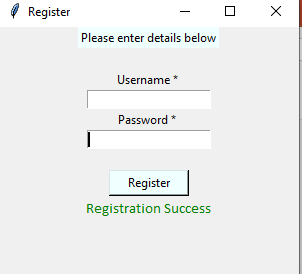 Register
Please enter details below
Username *
Password *
Register
Registration Success